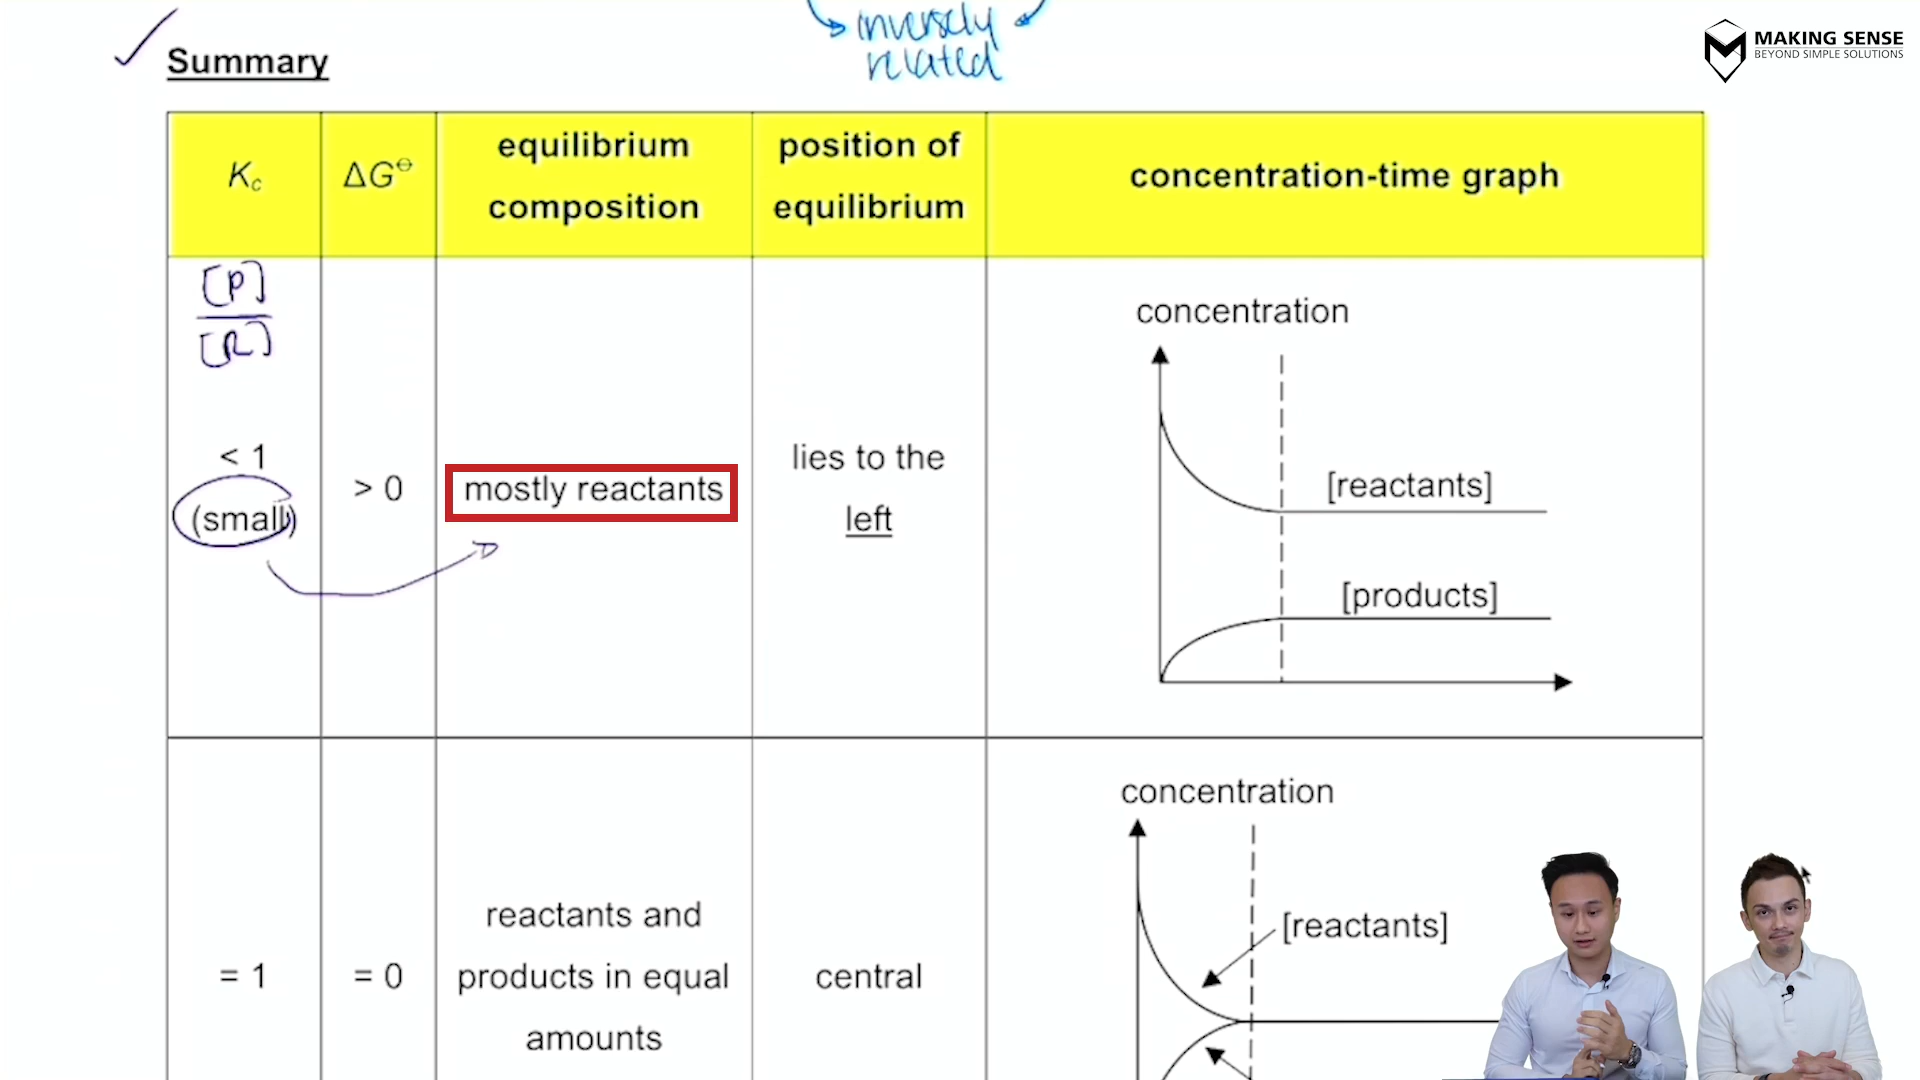 inversely
related
MAKING SENSE
BEYOND SIMPLE SOLUTIONS
Summary
Kc
ΔG⊖
equilibrium
composition
position of
equilibrium
concentration-time graph
[P]
[R]
< 1
(small)
> 0
mostly reactants
lies to the
left
concentration
[reactants]
[products]
= 1
= 0
reactants and
products in equal
amounts
central
concentration
[reactants]